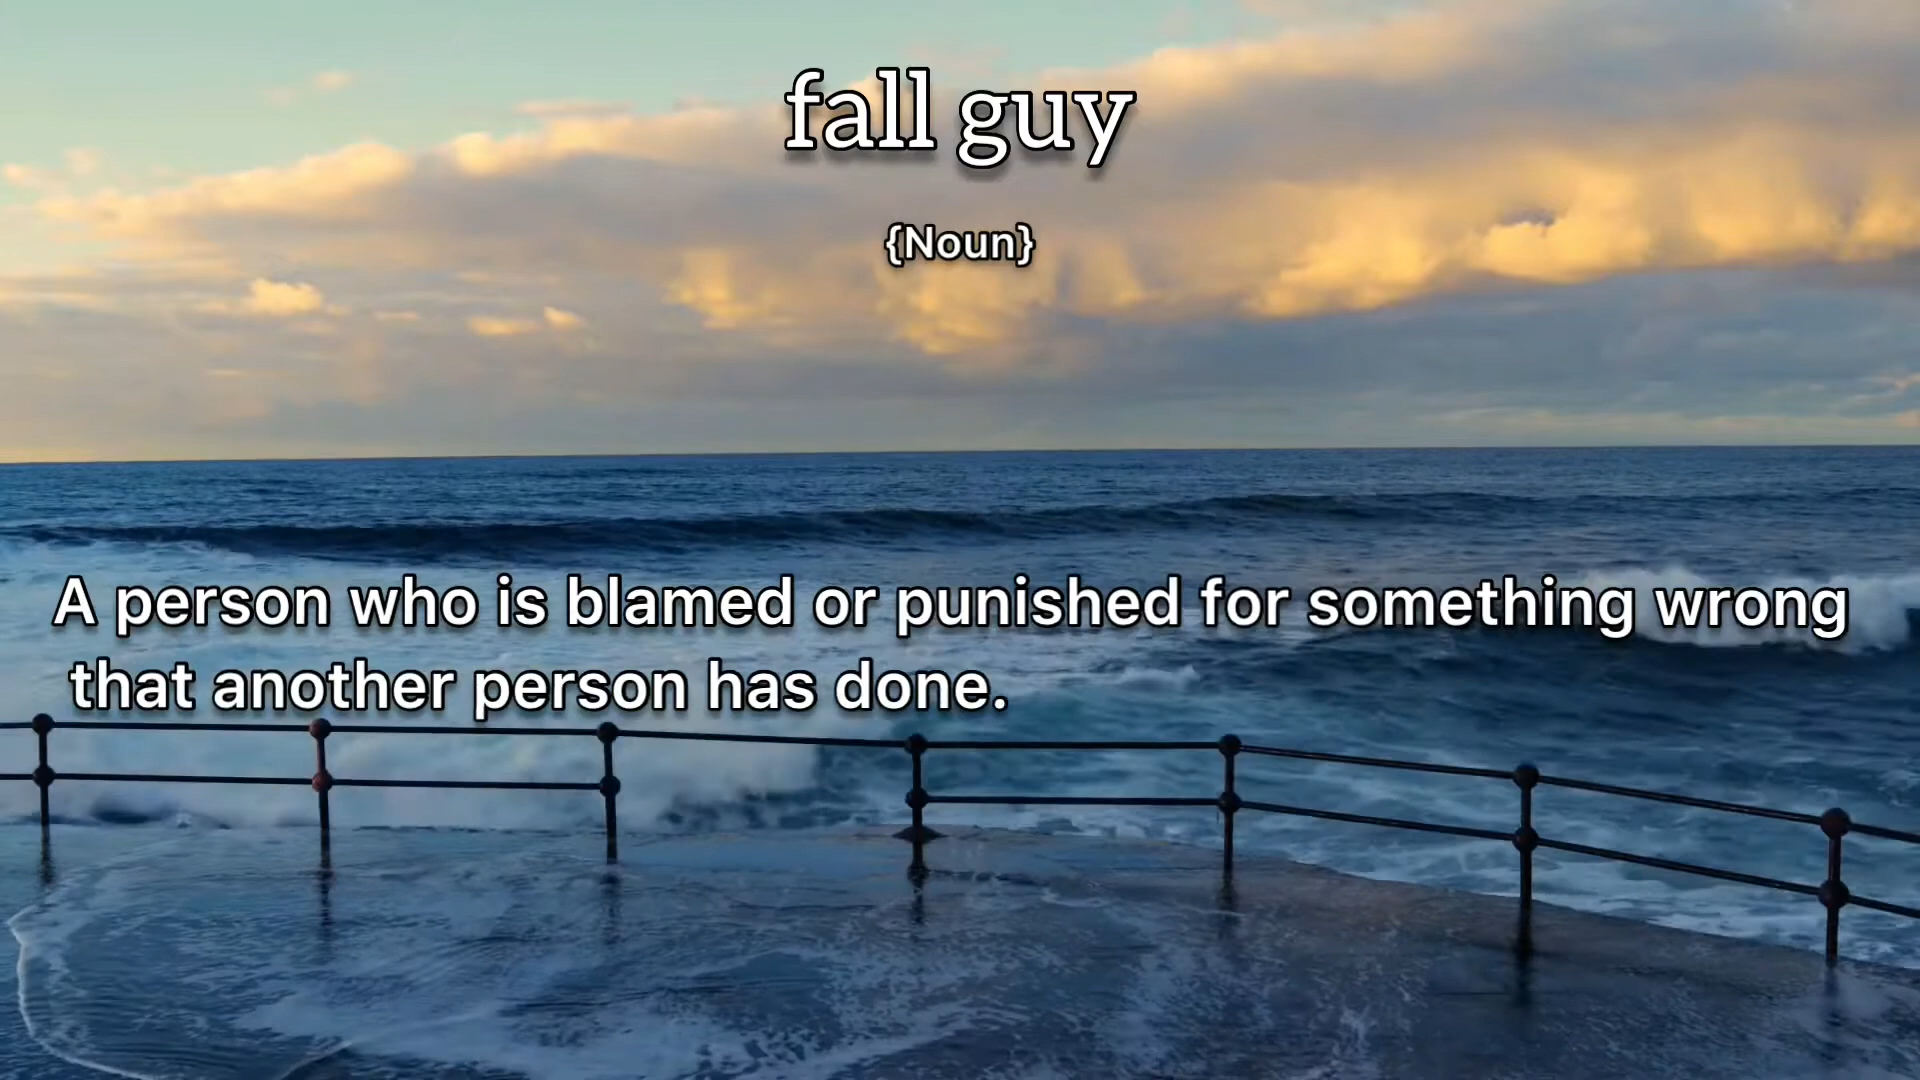 fall guy
{Noun}
A person who is blamed or punished for something wrong
that another person has done.